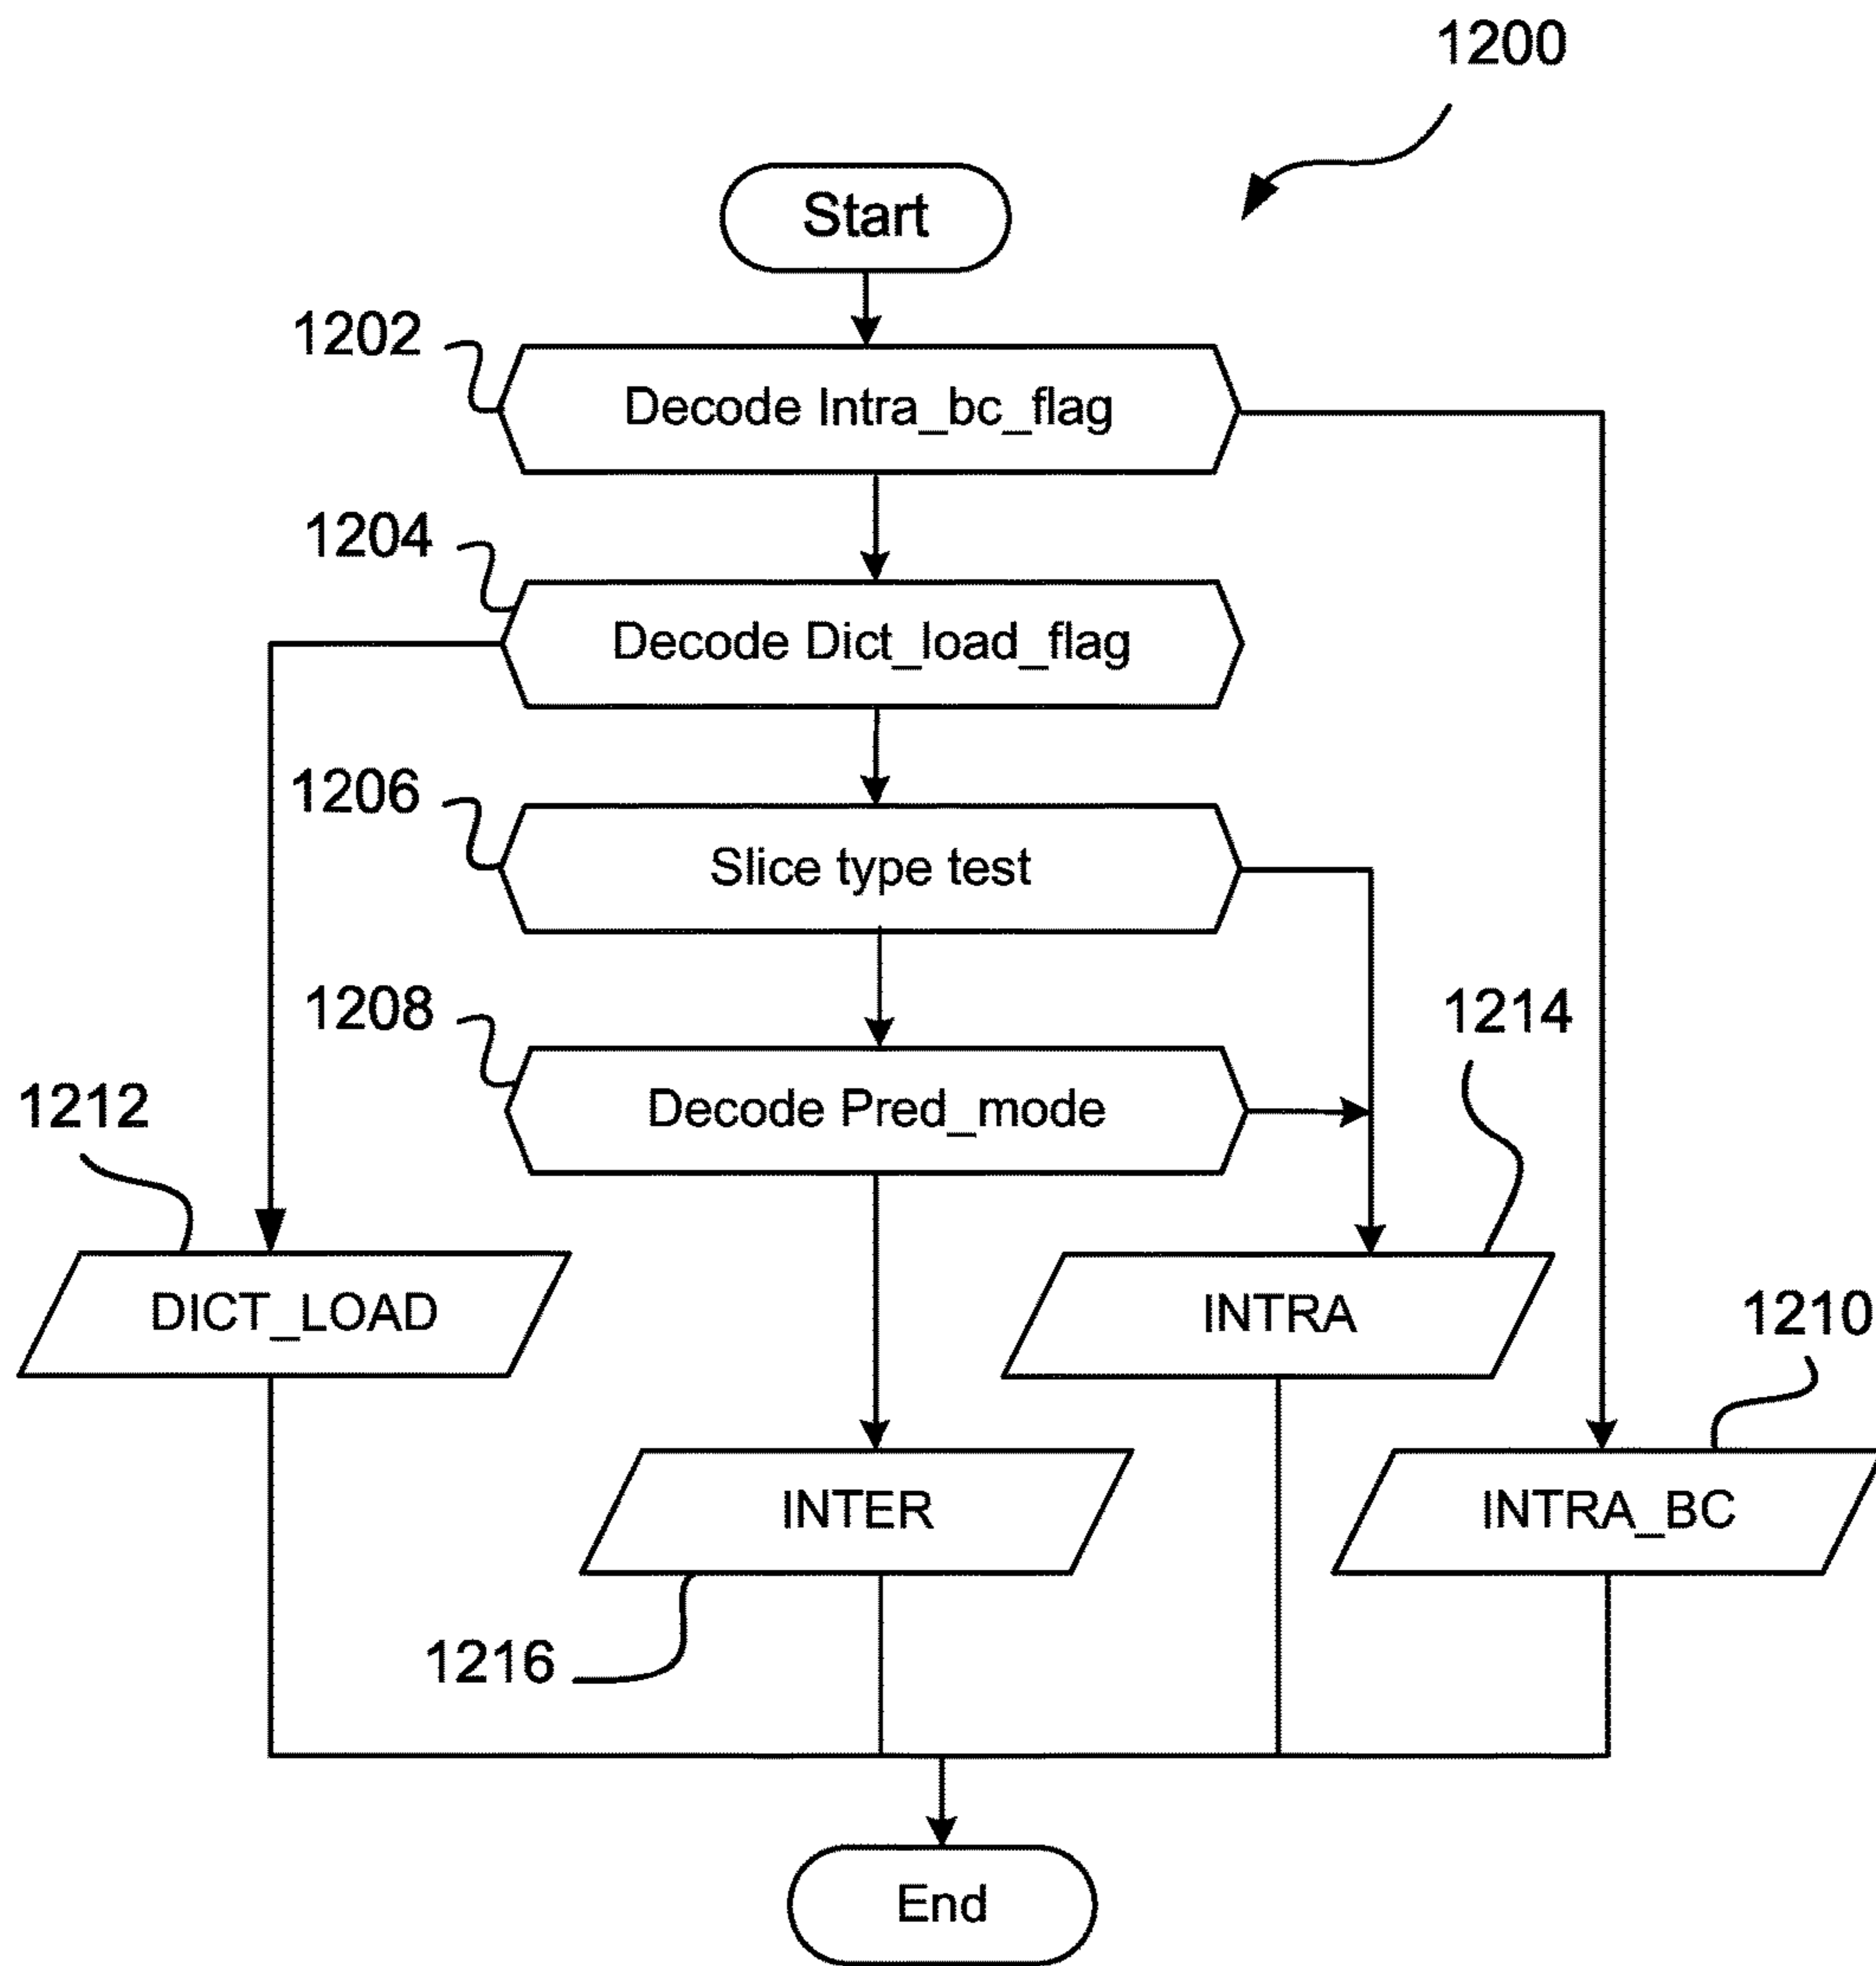 1200
Start
1202
Decode Intra_bc_flag
1204
Decode Dict_load_flag
1206
Slice type test
1208
Decode Pred_mode
1214
1212
DICT_LOAD
INTRA
1210
INTER
INTRA_BC
1216
End